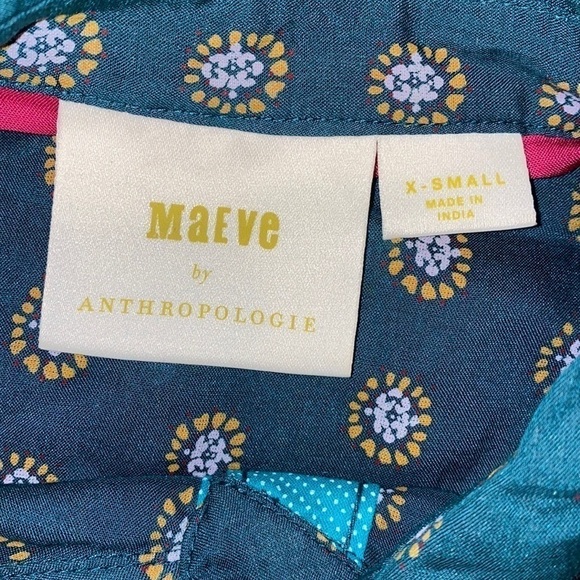 MaEve
by
ANTHROPOLOGIE
X-SMALL
MADE IN
INDIA